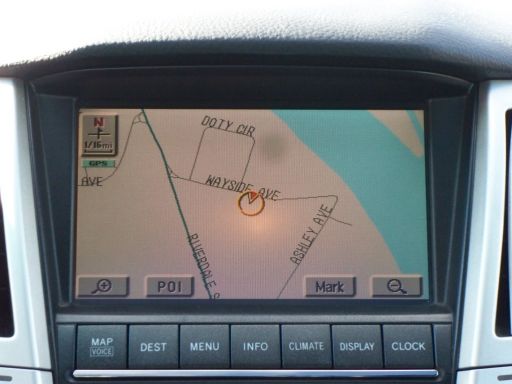 N
DOTY CIR
1/16mi
GPS
AVE
WAYSIDE AVE
RIVERDALE S
ASHLEY AVE
POI
Mark
MAP
VOICE
DEST
MENU
INFO
CLIMATE
DISPLAY
CLOCK